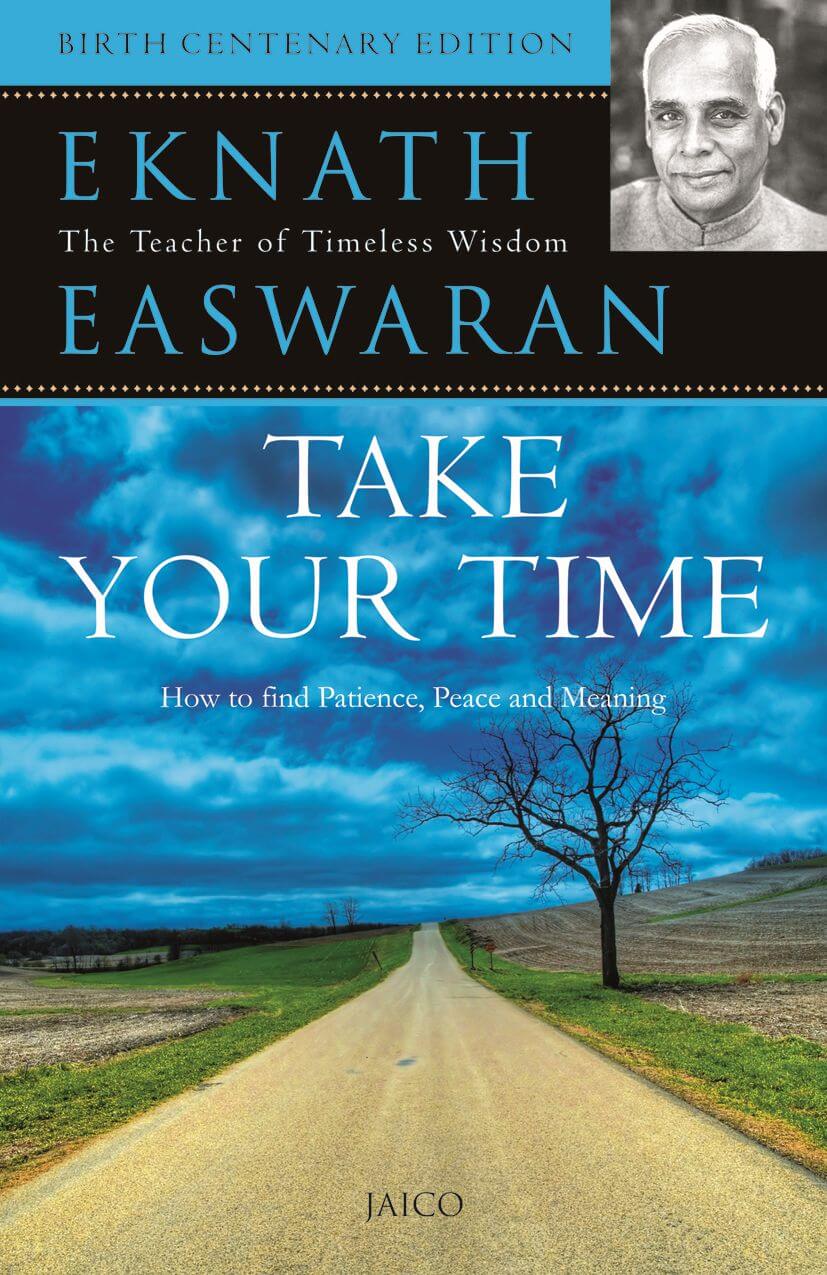 BIRTH CENTENARY EDITION
EKNATH
The Teacher of Timeless Wisdom
EASWARAN
TAKE
YOUR TIME
How to find Patience, Peace and Meaning
JAICO